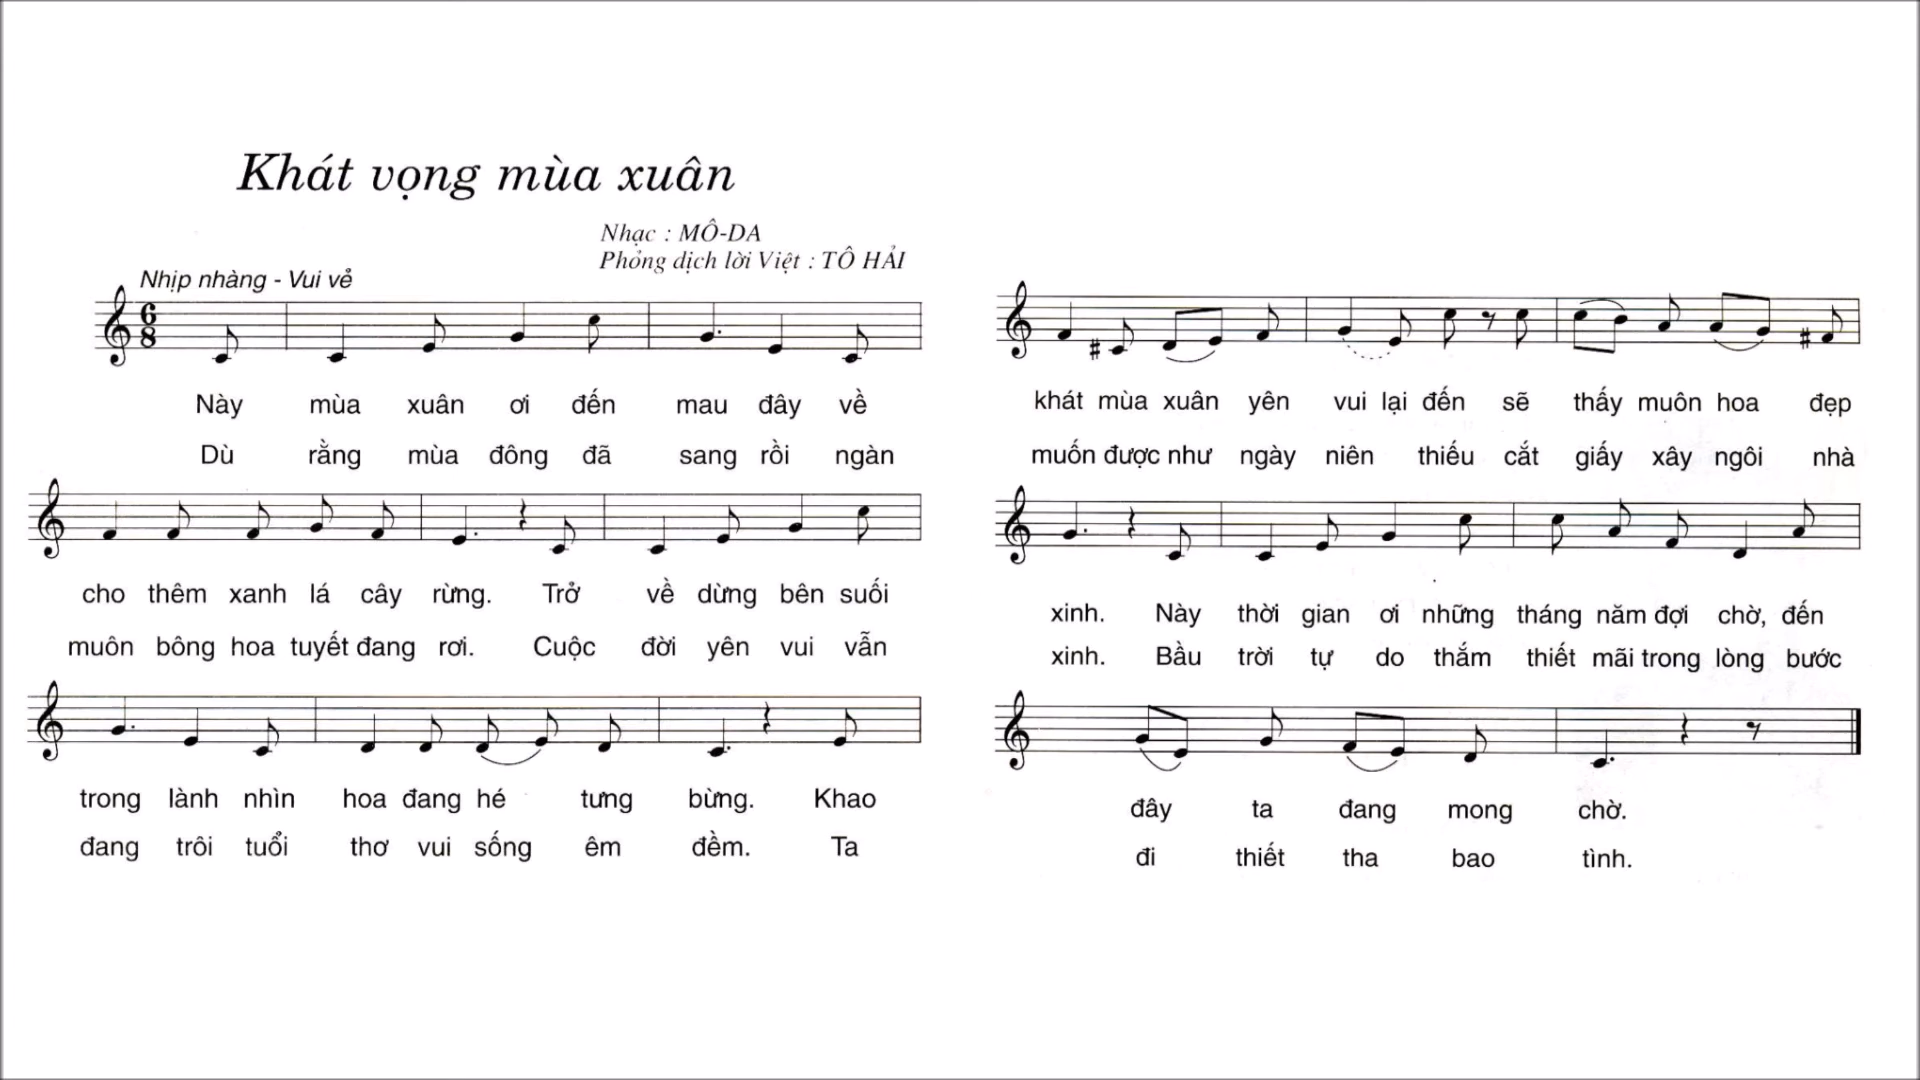 Khát vọng mùa xuân
Nhạc : MÔ-DA
Phỏng dịch lời Việt : TÔ HẢI
Nhịp nhàng - Vui vẻ
6
8
Này mùa xuân ơi đến mau đây về
Dù rằng mùa đông đã sang rồi ngàn
cho thêm xanh lá cây rừng. Trở về dừng bên suối
muôn bông hoa tuyết đang rơi. Cuộc đời yên vui vẫn
trong lành nhìn hoa đang hé tưng bừng. Khao
đang trôi tuổi thơ vui sống êm đềm. Ta
khát mùa xuân yên vui lại đến sẽ thấy muôn hoa đẹp
muốn được như ngày niên thiếu cắt giấy xây ngôi nhà
xinh. Này thời gian ơi những tháng năm đợi chờ, đến
xinh. Bầu trời tự do thắm thiết mãi trong lòng bước
đây ta đang mong chờ.
đi thiết tha bao tình.